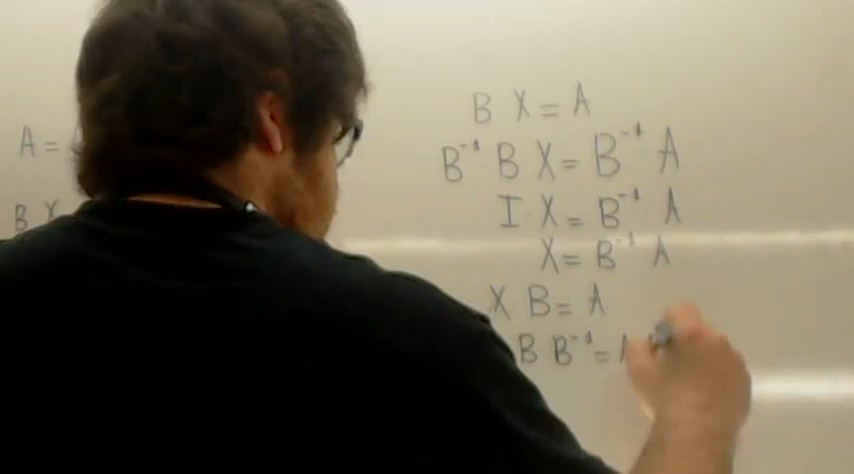 A =
B X
B X = A
B⁻¹ B X = B⁻¹ A
I X = B⁻¹ A
X = B⁻¹ A
X B = A
B B⁻¹ =